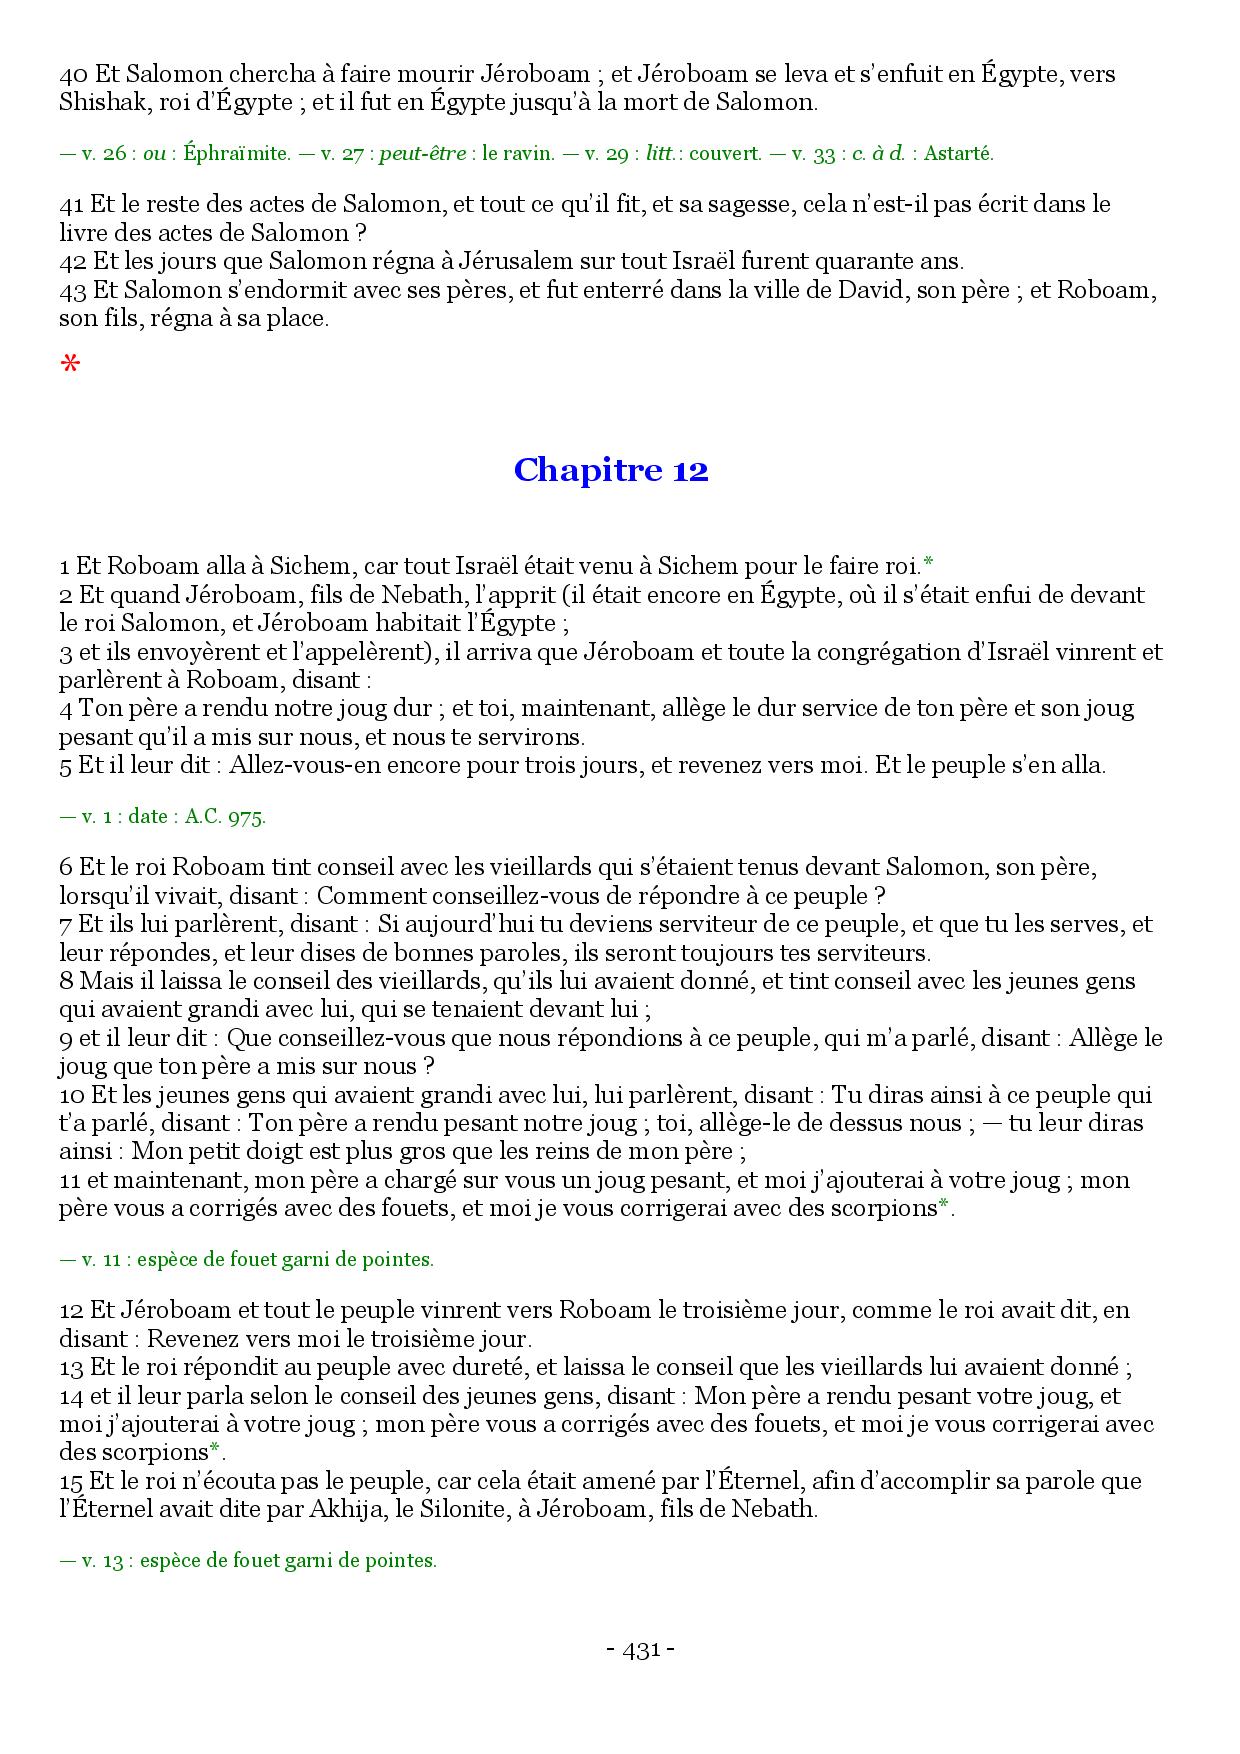 40 Et Salomon chercha à faire mourir Jéroboam ; et Jéroboam se leva et s’enfuit en Égypte, vers
Shishak, roi d’Égypte ; et il fut en Égypte jusqu’à la mort de Salomon.
— v. 26 : ou : Éphraïmite. — v. 27 : peut-être : le ravin. — v. 29 : litt.: couvert. — v. 33 : c. à d. : Astarté.
41 Et le reste des actes de Salomon, et tout ce qu’il fit, et sa sagesse, cela n’est-il pas écrit dans le
livre des actes de Salomon ?
42 Et les jours que Salomon régna à Jérusalem sur tout Israël furent quarante ans.
43 Et Salomon s’endormit avec ses pères, et fut enterré dans la ville de David, son père ; et Roboam,
son fils, régna à sa place.
*
Chapitre 12
1 Et Roboam alla à Sichem, car tout Israël était venu à Sichem pour le faire roi.*
2 Et quand Jéroboam, fils de Nebath, l’apprit (il était encore en Égypte, où il s’était enfui de devant
le roi Salomon, et Jéroboam habitait l’Égypte ;
3 et ils envoyèrent et l’appelèrent), il arriva que Jéroboam et toute la congrégation d’Israël vinrent et
parlèrent à Roboam, disant :
4 Ton père a rendu notre joug dur ; et toi, maintenant, allège le dur service de ton père et son joug
pesant qu’il a mis sur nous, et nous te servirons.
5 Et il leur dit : Allez-vous-en encore pour trois jours, et revenez vers moi. Et le peuple s’en alla.
— v. 1 : date : A.C. 975.
6 Et le roi Roboam tint conseil avec les vieillards qui s’étaient tenus devant Salomon, son père,
lorsqu’il vivait, disant : Comment conseillez-vous de répondre à ce peuple ?
7 Et ils lui parlèrent, disant : Si aujourd’hui tu deviens serviteur de ce peuple, et que tu les serves, et
leur répondes, et leur dises de bonnes paroles, ils seront toujours tes serviteurs.
8 Mais il laissa le conseil des vieillards, qu’ils lui avaient donné, et tint conseil avec les jeunes gens
qui avaient grandi avec lui, qui se tenaient devant lui ;
9 et il leur dit : Que conseillez-vous que nous répondions à ce peuple, qui m’a parlé, disant : Allège le
joug que ton père a mis sur nous ?
10 Et les jeunes gens qui avaient grandi avec lui, lui parlèrent, disant : Tu diras ainsi à ce peuple qui
t’a parlé, disant : Ton père a rendu pesant notre joug ; toi, allège-le de dessus nous ; — tu leur diras
ainsi : Mon petit doigt est plus gros que les reins de mon père ;
11 et maintenant, mon père a chargé sur vous un joug pesant, et moi j’ajouterai à votre joug ; mon
père vous a corrigés avec des fouets, et moi je vous corrigerai avec des scorpions*.
— v. 11 : espèce de fouet garni de pointes.
12 Et Jéroboam et tout le peuple vinrent vers Roboam le troisième jour, comme le roi avait dit, en
disant : Revenez vers moi le troisième jour.
13 Et le roi répondit au peuple avec dureté, et laissa le conseil que les vieillards lui avaient donné ;
14 et il leur parla selon le conseil des jeunes gens, disant : Mon père a rendu pesant votre joug, et
moi j’ajouterai à votre joug ; mon père vous a corrigés avec des fouets, et moi je vous corrigerai avec
des scorpions*.
15 Et le roi n’écouta pas le peuple, car cela était amené par l’Éternel, afin d’accomplir sa parole que
l’Éternel avait dite par Akhija, le Silonite, à Jéroboam, fils de Nebath.
— v. 13 : espèce de fouet garni de pointes.
- 431 -